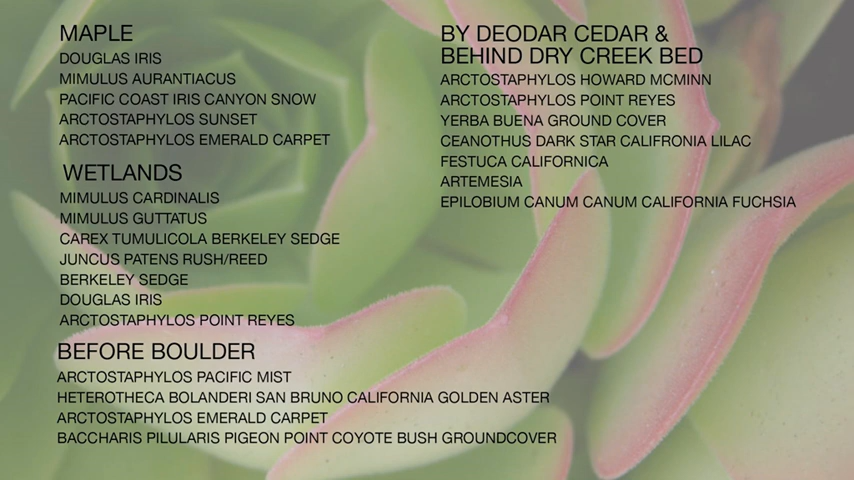 MAPLE
DOUGLAS IRIS
MIMULUS AURANTIACUS
PACIFIC COAST IRIS CANYON SNOW
ARCTOSTAPHYLOS SUNSET
ARCTOSTAPHYLOS EMERALD CARPET
WETLANDS
MIMULUS CARDINALIS
MIMULUS GUTTATUS
CAREX TUMULICOLA BERKELEY SEDGE
JUNCUS PATENS RUSH/REED
BERKELEY SEDGE
DOUGLAS IRIS
ARCTOSTAPHYLOS POINT REYES
BEFORE BOULDER
ARCTOSTAPHYLOS PACIFIC MIST
HETEROTHECA BOLANDERI SAN BRUNO CALIFORNIA GOLDEN ASTER
ARCTOSTAPHYLOS EMERALD CARPET
BACCHARIS PILULARIS PIGEON POINT COYOTE BUSH GROUNDCOVER
BY DEODAR CEDAR &
BEHIND DRY CREEK BED
ARCTOSTAPHYLOS HOWARD MCMINN
ARCTOSTAPHYLOS POINT REYES
YERBA BUENA GROUND COVER
CEANOTHUS DARK STAR CALIFRONIA LILAC
FESTUCA CALIFORNICA
ARTEMESIA
EPILOBIUM CANUM CANUM CALIFORNIA FUCHSIA